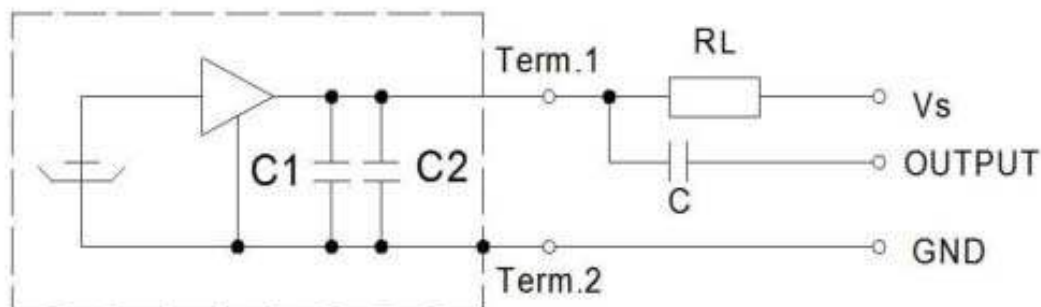 RL
Term.1
Vs
C1 C2
OUTPUT
C
GND
Term.2